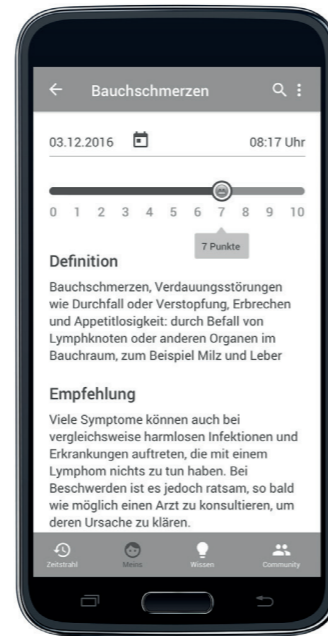 Bauchschmerzen
03.12.2016 08:17 Uhr
0 1 2 3 4 5 6 7 8 9 10
7 Punkte
Definition
Bauchschmerzen, Verdauungsstörungen
wie Durchfall oder Verstopfung, Erbrechen
und Appetitlosigkeit: durch Befall von
Lymphknoten oder anderen Organen im
Bauchraum, zum Beispiel Milz und Leber
Empfehlung
Viele Symptome können auch bei
vergleichsweise harmlosen Infektionen und
Erkrankungen auftreten, die mit einem
Lymphom nichts zu tun haben. Bei
Beschwerden ist es jedoch ratsam, so bald
wie möglich einen Arzt zu konsultieren, um
deren Ursache zu klären.
Zeitstrahl Meins Wissen Community